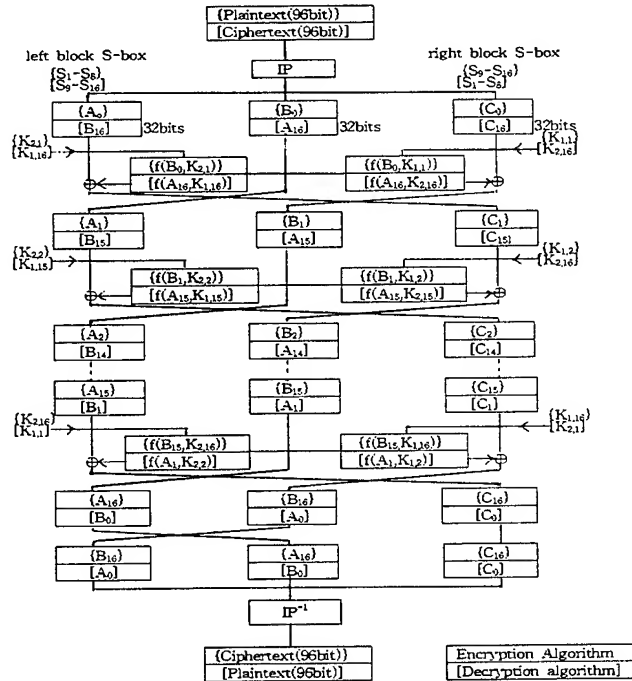 {Plaintext(96bit)}
[Ciphertext(96bit)]
left block S-box
{S₁-S₈}
[S₉-S₁₆]
IP
right block S-box
{S₉-S₁₆}
[S₁-S₈]
{A₀}
[B₁₆]
32bits
{B₀}
[A₁₆]
32bits
{C₀}
[C₁₆]
32bits
{K₂,₁}
[K₁,₁₆]
{f(B₀,K₂,₁)}
[f(A₁₆,K₁,₁₆)]
{f(B₀,K₁,₁)}
[f(A₁₆,K₂,₁₆)]
{K₁,₁}
[K₂,₁₆]
{A₁}
[B₁₅]
{B₁}
[A₁₅]
{C₁}
[C₁₅]
{K₂,₂}
[K₁,₁₅]
{f(B₁,K₂,₂)}
[f(A₁₅,K₁,₁₅)]
{f(B₁,K₁,₂)}
[f(A₁₅,K₂,₁₅)]
{K₁,₂}
[K₂,₁₆]
{A₂}
[B₁₄]
{B₂}
[A₁₄]
{C₂}
[C₁₄]
{A₁₅}
[B₁]
{B₁₅}
[A₁]
{C₁₅}
[C₁]
{K₂,₁₆}
[K₁,₁]
{f(B₁₅,K₂,₁₆)}
[f(A₁,K₂,₂)]
{f(B₁₅,K₁,₁₆)}
[f(A₁,K₁,₂)]
{K₁,₁₆}
[K₂,₁]
{A₁₆}
[B₀]
{B₁₆}
[A₀]
{C₁₆}
[C₀]
{B₁₆}
[A₀]
{A₁₆}
[B₀]
{C₁₆}
[C₀]
IP⁻¹
{Ciphertext(96bit)}
[Plaintext(96bit)]
Encryption Algorithm
[Decryption algorithm]